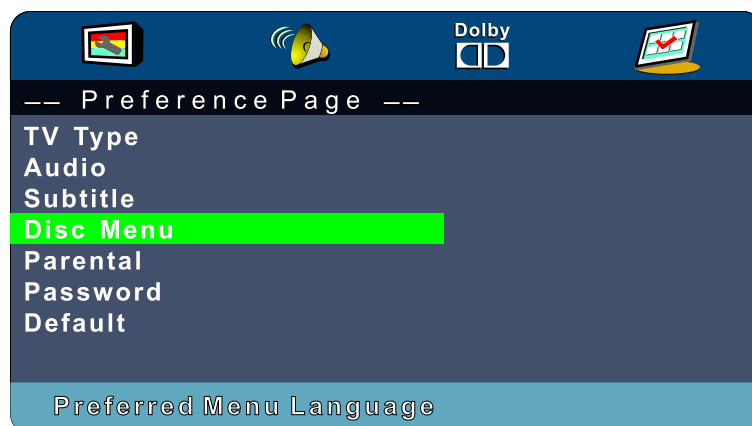 Dolby
-- Preference Page --
TV Type
Audio
Subtitle
Disc Menu
Parental
Password
Default
Preferred Menu Language